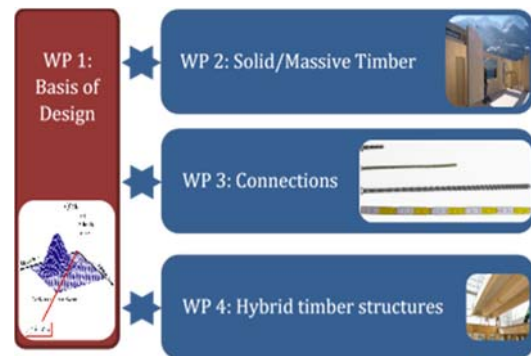 WP 1:
Basis of
Design
WP 2: Solid/Massive Timber
WP 3: Connections
WP 4: Hybrid timber structures